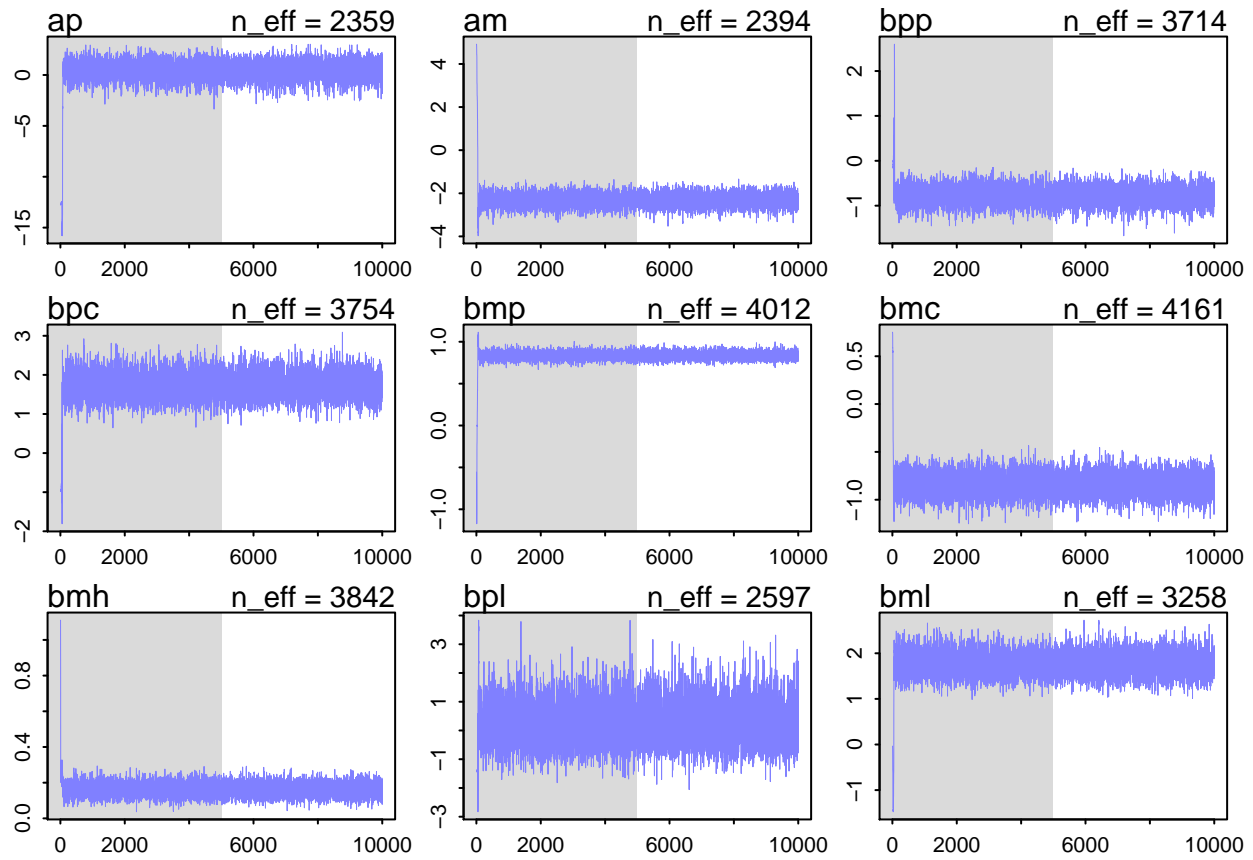 ap n_eff = 2359 am n_eff = 2394 bpp n_eff = 3714
0 −5 −15
0 2000 6000 10000
4 2 0 −2 −4
0 2000 6000 10000
2 1 0 −1
0 2000 6000 10000
bpc n_eff = 3754 bmp n_eff = 4012 bmc n_eff = 4161
3 2 1 0 −2
0 2000 6000 10000
1.0 0.0 −1.0
0 2000 6000 10000
0.5 0.0 −1.0
0 2000 6000 10000
bmh n_eff = 3842 bpl n_eff = 2597 bml n_eff = 3258
0.8 0.4 0.0
0 2000 6000 10000
3 1 −1 −3
0 2000 6000 10000
2 1 0 −1
0 2000 6000 10000